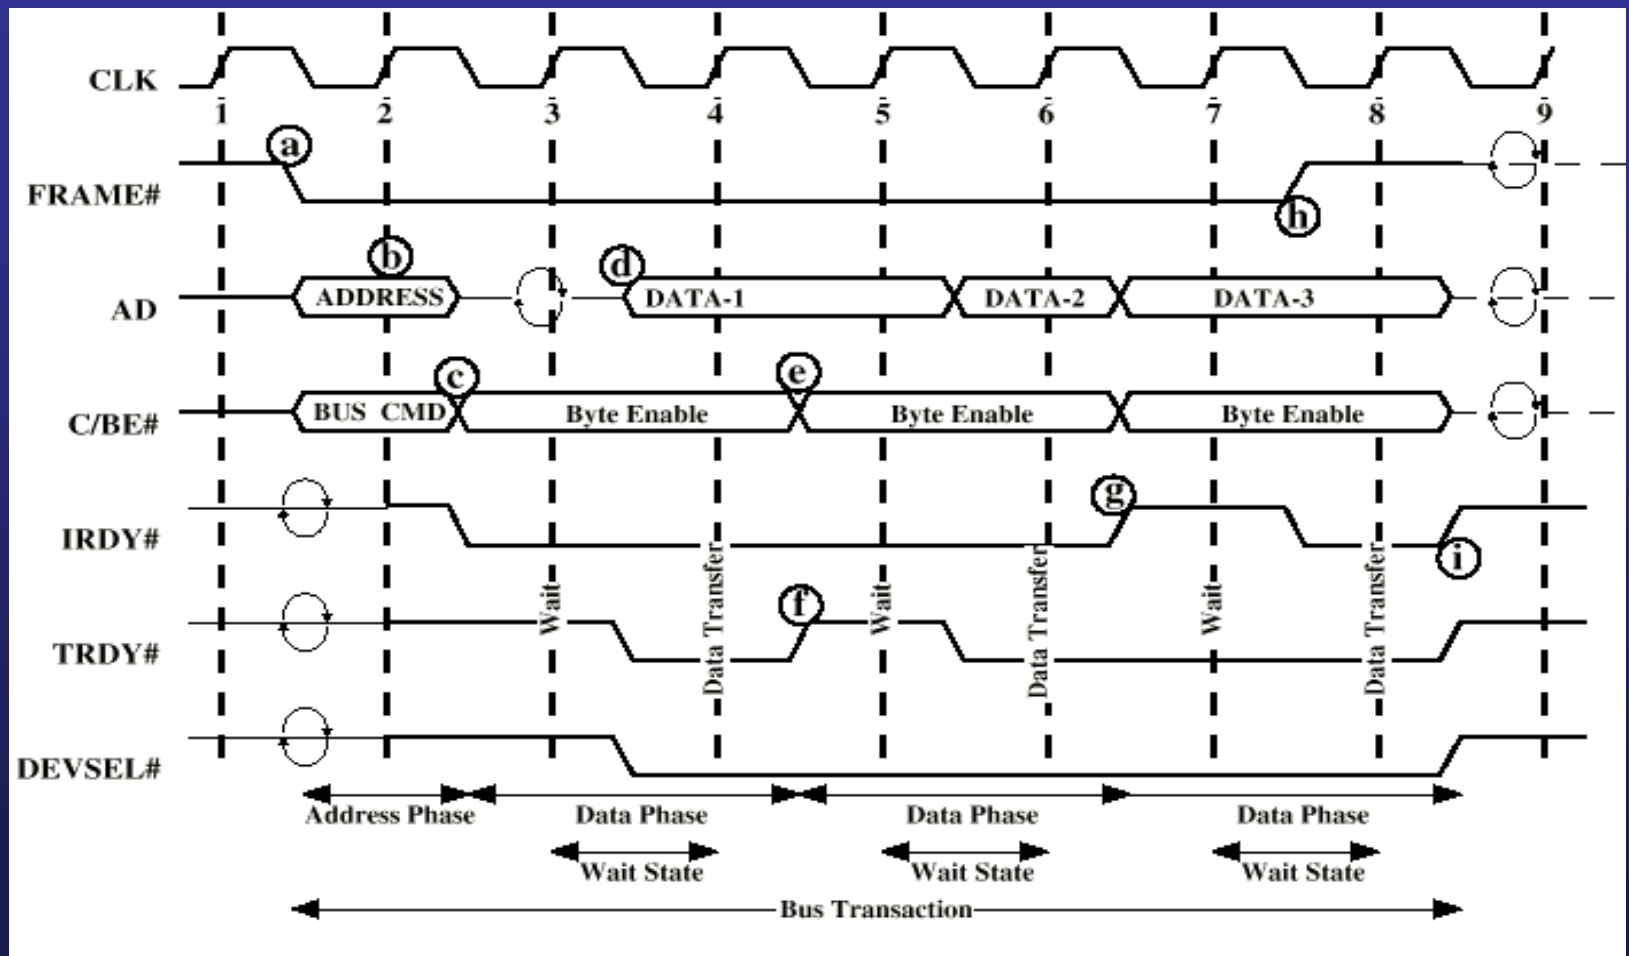 CLK
1 2 3 4 5 6 7 8 9
a
FRAME#
h
b
d
AD
ADDRESS DATA-1 DATA-2 DATA-3
c
e
C/BE#
BUS CMD Byte Enable Byte Enable Byte Enable
g
IRDY#
i
Wait
Data Transfer
Wait
Data Transfer
Wait
Data Transfer
f
TRDY#
DEVSEL#
Address Phase Data Phase Data Phase Data Phase
Wait State Wait State Wait State
Bus Transaction